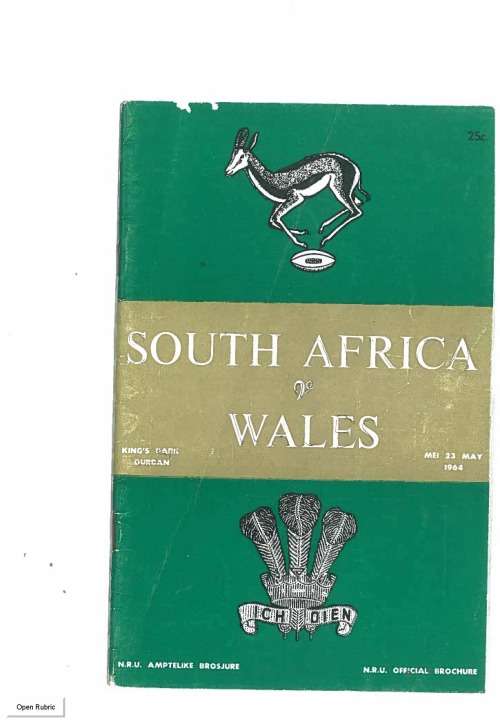 25c
SOUTH AFRICA
vs
WALES
KING'S PARK
DURBAN
MEI 23 MAY
1964
ICH DIEN
N.R.U. AMPTELIKE BROSJURE
N.R.U. OFFICIAL BROCHURE
Open Rubric